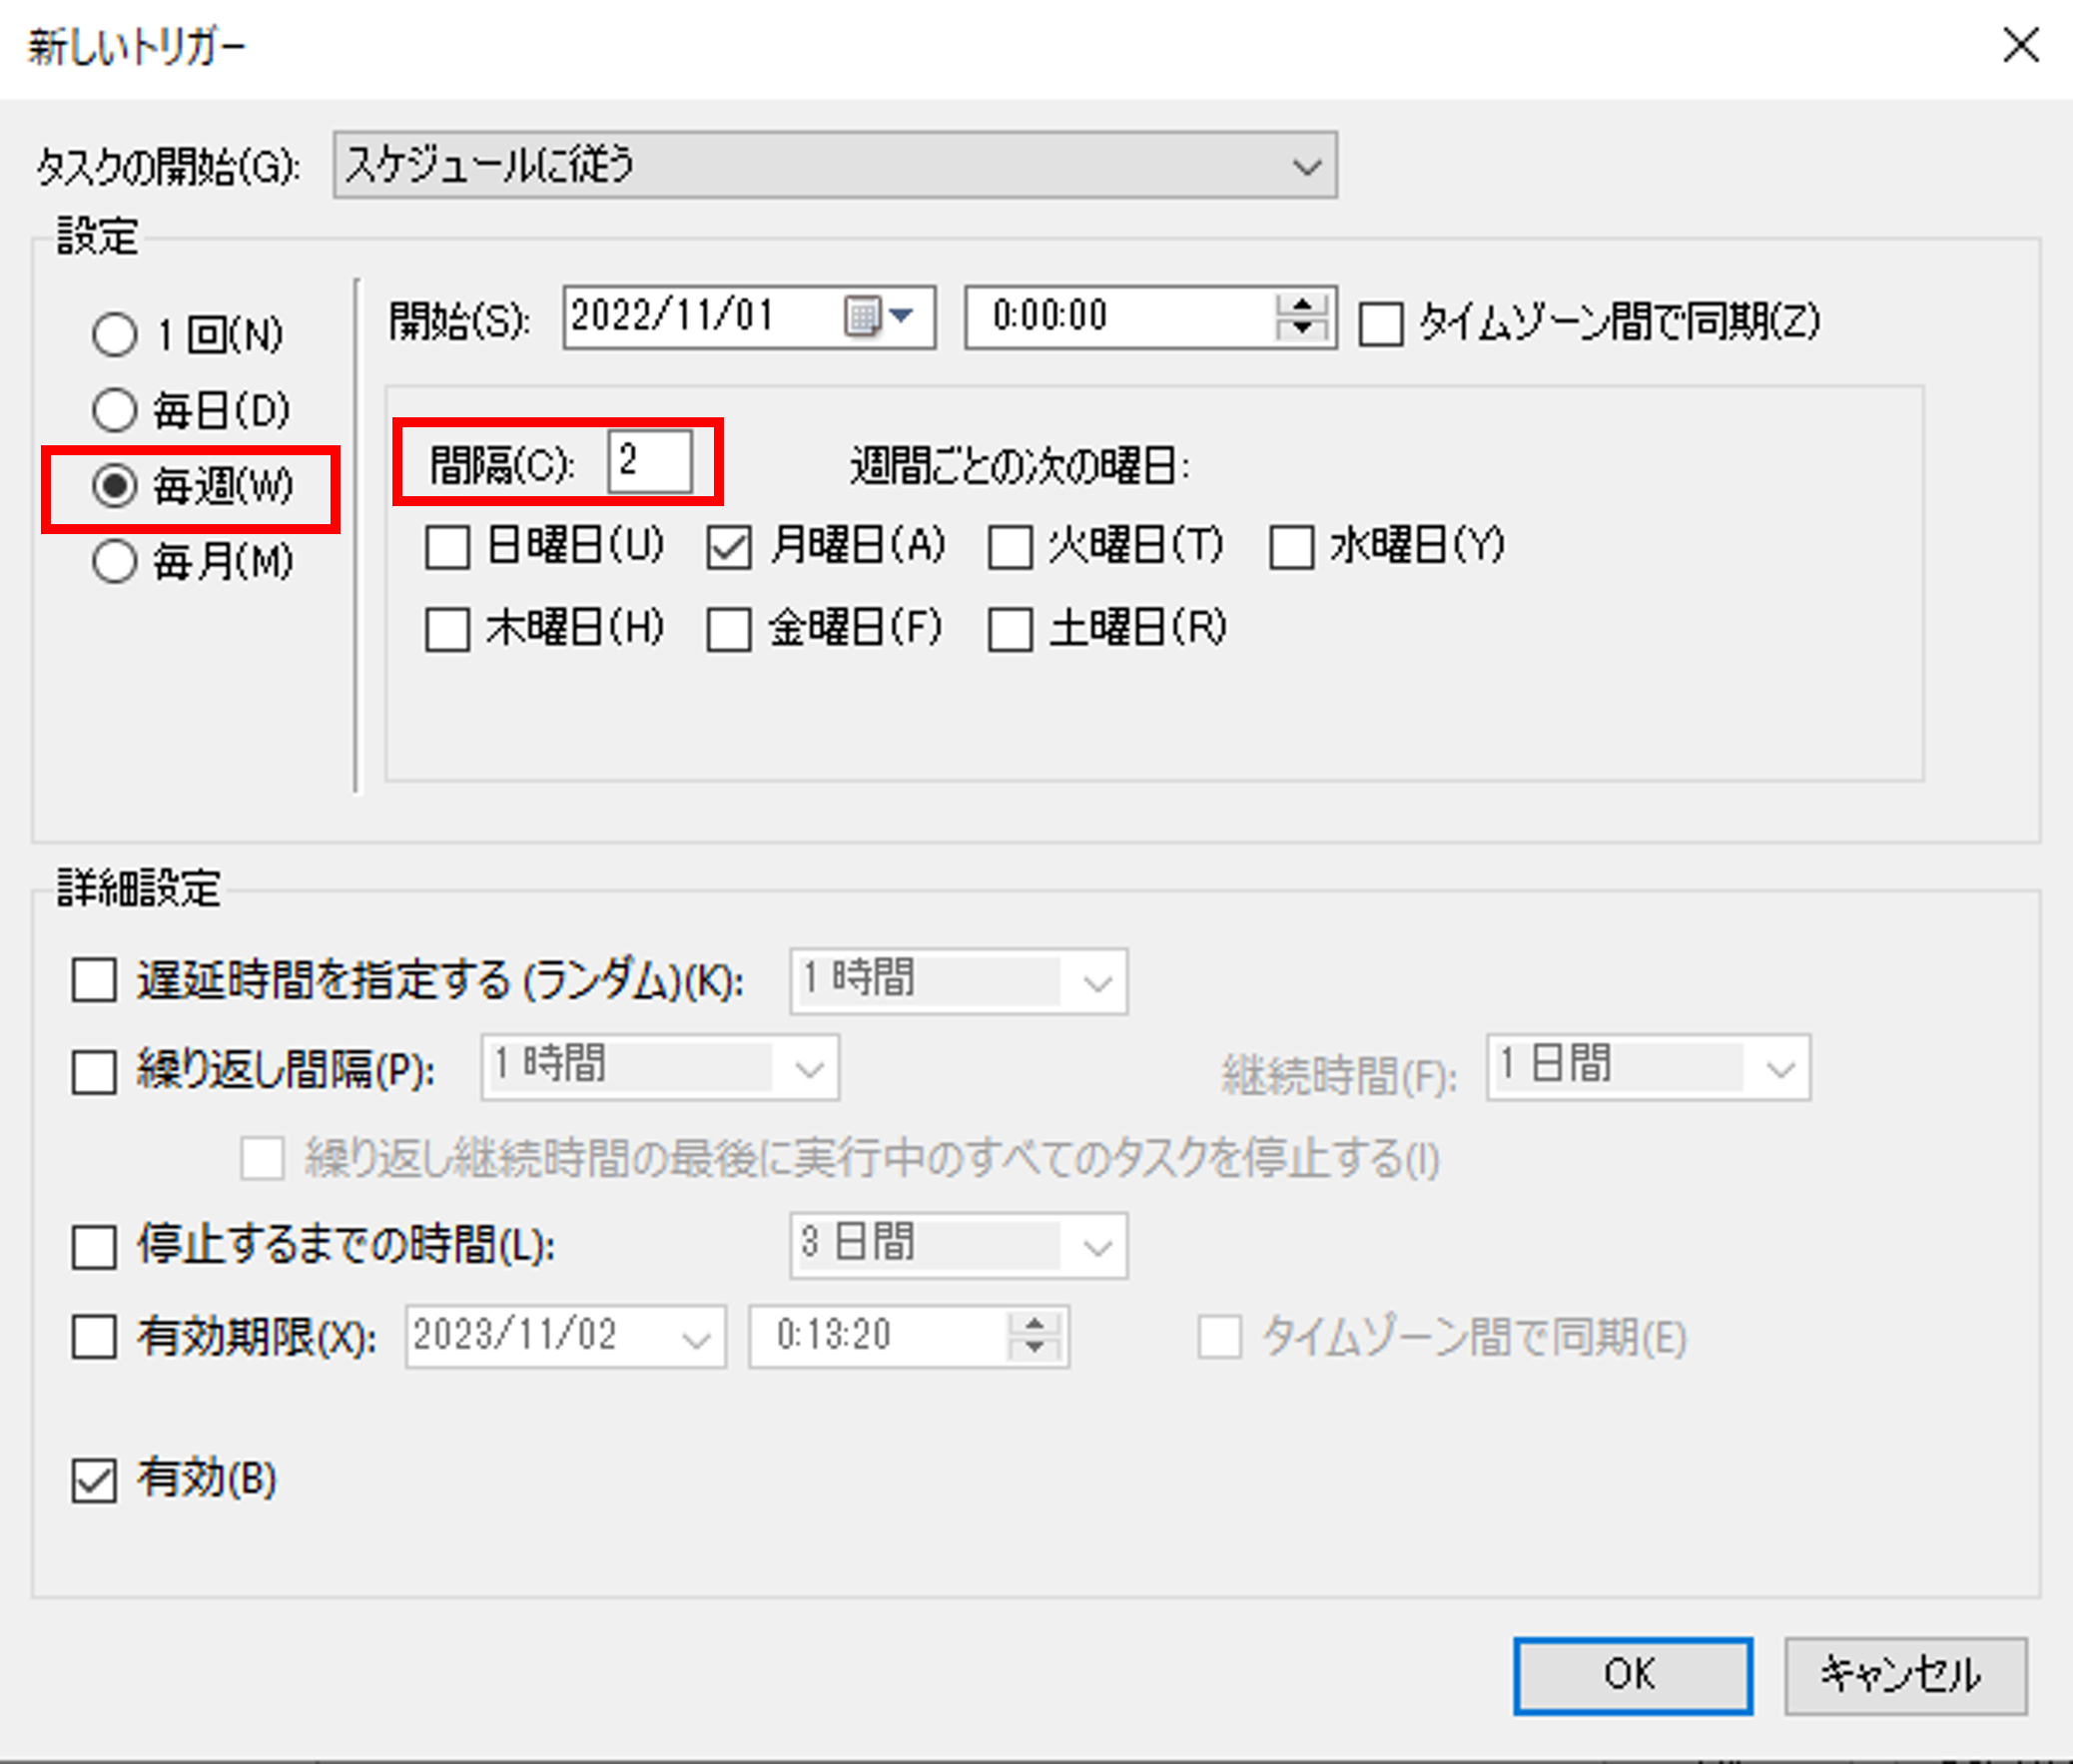 新しいトリガー
タスクの開始(G): スケジュールに従う
設定
1 回(N)
毎日(D)
毎週(W)
毎月(M)
開始(S): 2022/11/01 0:00:00 タイムゾーン間で同期(Z)
間隔(C): 2 週間ごとの次の曜日:
日曜日(U) 月曜日(A) 火曜日(T) 水曜日(Y)
木曜日(H) 金曜日(F) 土曜日(R)
詳細設定
遅延時間を指定する (ランダム)(K): 1 時間
繰り返し間隔(P): 1 時間 継続時間(F): 1 日間
繰り返し継続時間の最後に実行中のすべてのタスクを停止する(I)
停止するまでの時間(L): 3 日間
有効期限(X): 2023/11/02 0:13:20 タイムゾーン間で同期(E)
有効(B)
OK キャンセル